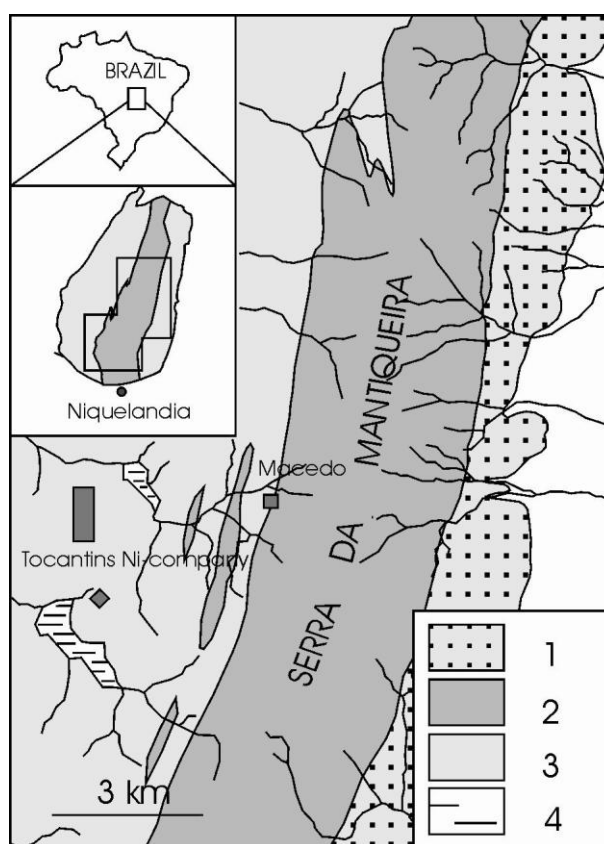 BRAZIL
Niquelandia
Macedo
Tocantins Ni-company
SERRA DA MANTIQUEIRA
3 km
1
2
3
4